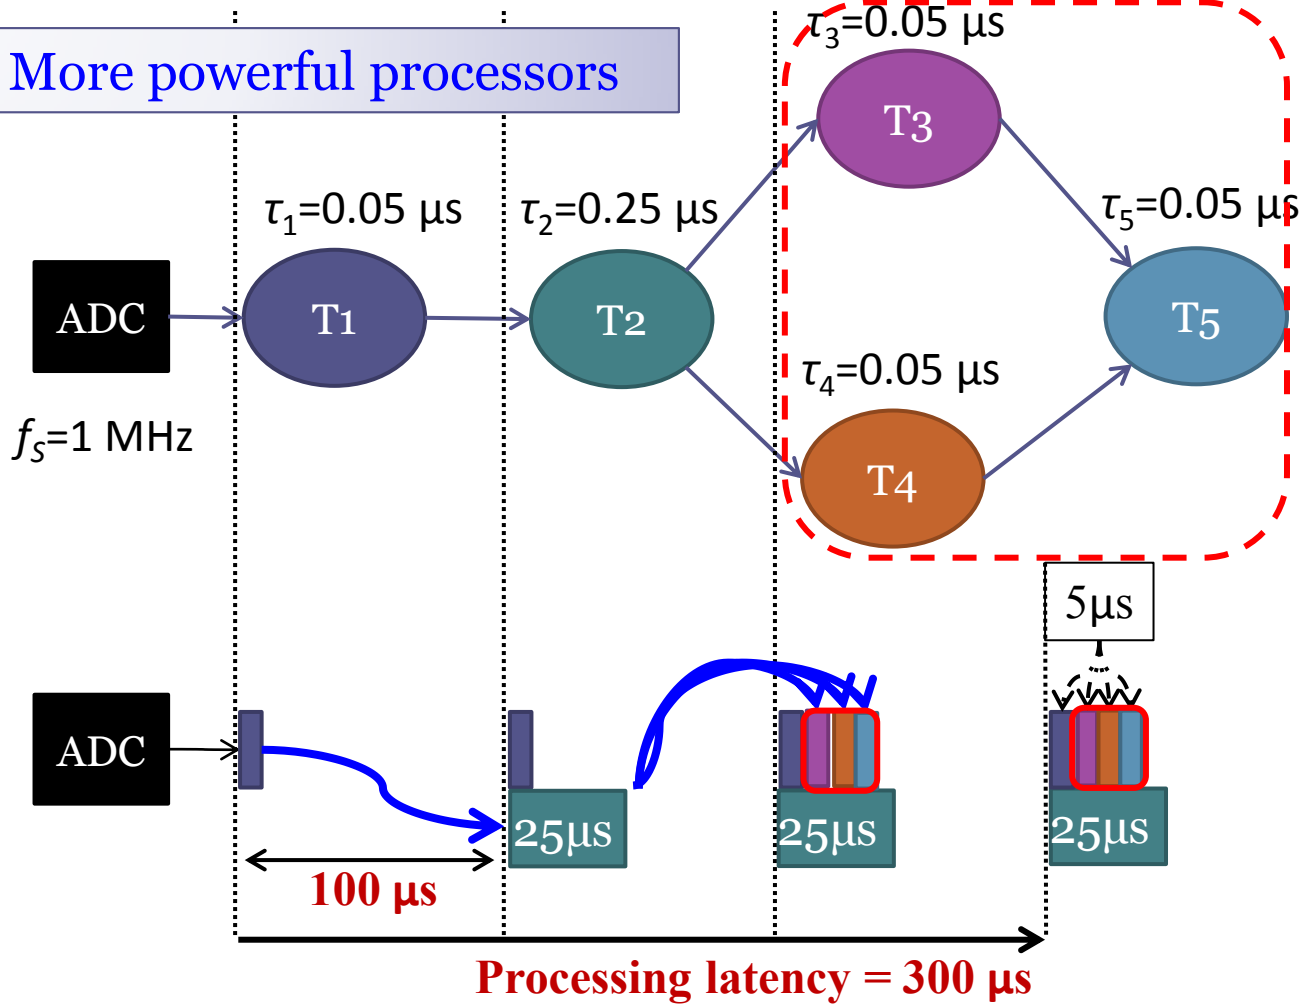 τ3=0.05 μs
More powerful processors
T3
τ1=0.05 μs
τ2=0.25 μs
τ5=0.05 μs
ADC
T1
T2
T5
τ4=0.05 μs
fS=1 MHz
T4
5μs
ADC
25μs
25μs
25μs
100 μs
Processing latency = 300 μs